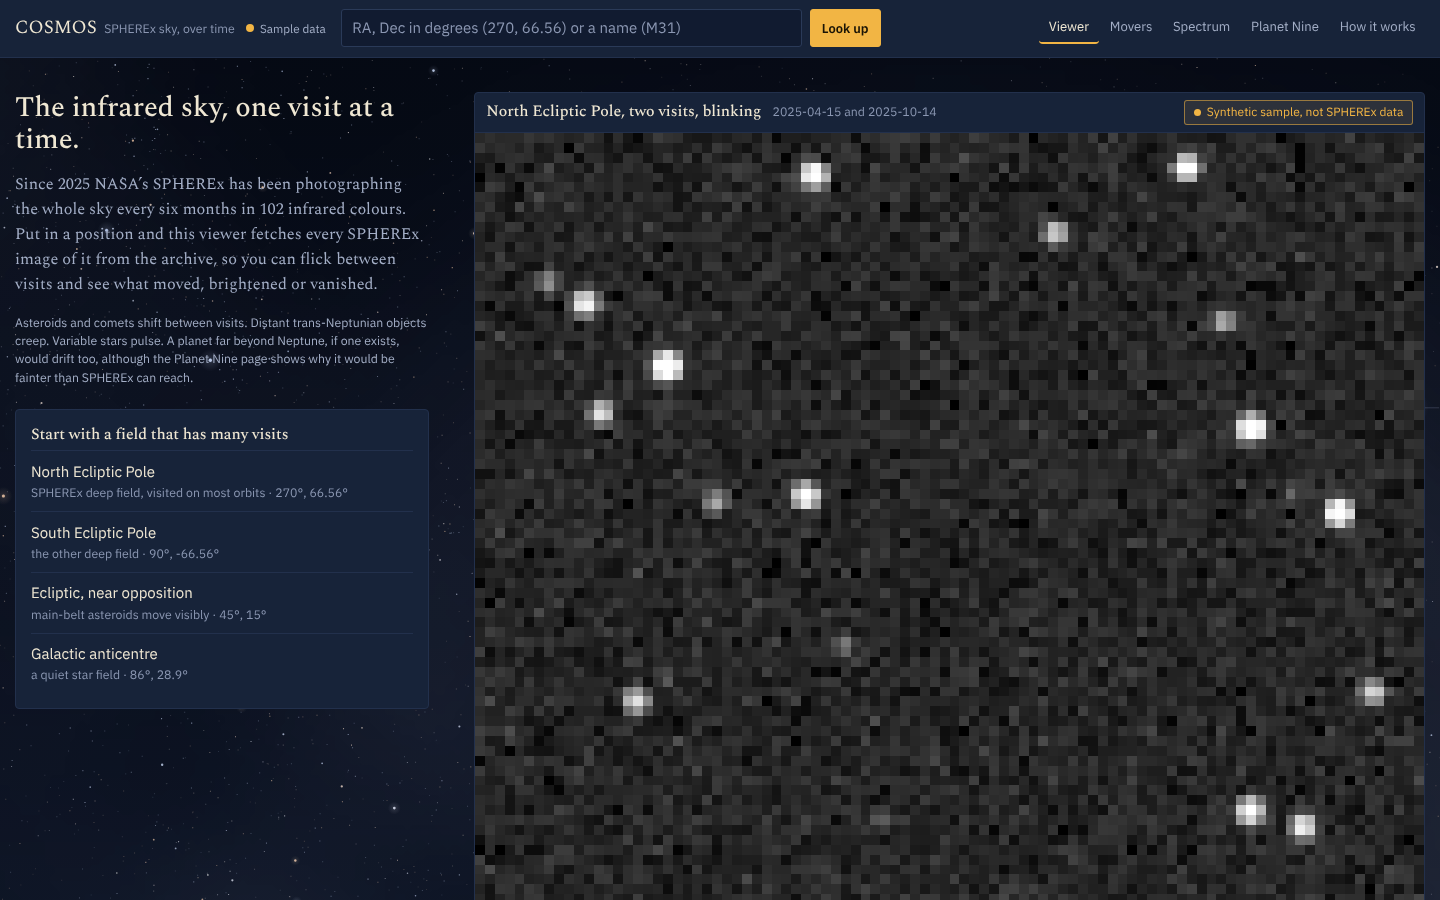 COSMOS SPHEREx sky, over time Sample data RA, Dec in degrees (270, 66.56) or a name (M31) Look up Viewer Movers Spectrum Planet Nine How it works
The infrared sky, one visit at a
time.
Since 2025 NASA's SPHEREx has been photographing
the whole sky every six months in 102 infrared colours.
Put in a position and this viewer fetches every SPHEREx
image of it from the archive, so you can flick between
visits and see what moved, brightened or vanished.
Asteroids and comets shift between visits. Distant trans-Neptunian objects
creep. Variable stars pulse. A planet far beyond Neptune, if one exists,
would drift too, although the Planet Nine page shows why it would be
fainter than SPHEREx can reach.
Start with a field that has many visits
North Ecliptic Pole
SPHEREx deep field, visited on most orbits · 270°, 66.56°
South Ecliptic Pole
the other deep field · 90°, -66.56°
Ecliptic, near opposition
main-belt asteroids move visibly · 45°, 15°
Galactic anticentre
a quiet star field · 86°, 28.9°
North Ecliptic Pole, two visits, blinking 2025-04-15 and 2025-10-14 Synthetic sample, not SPHEREx data